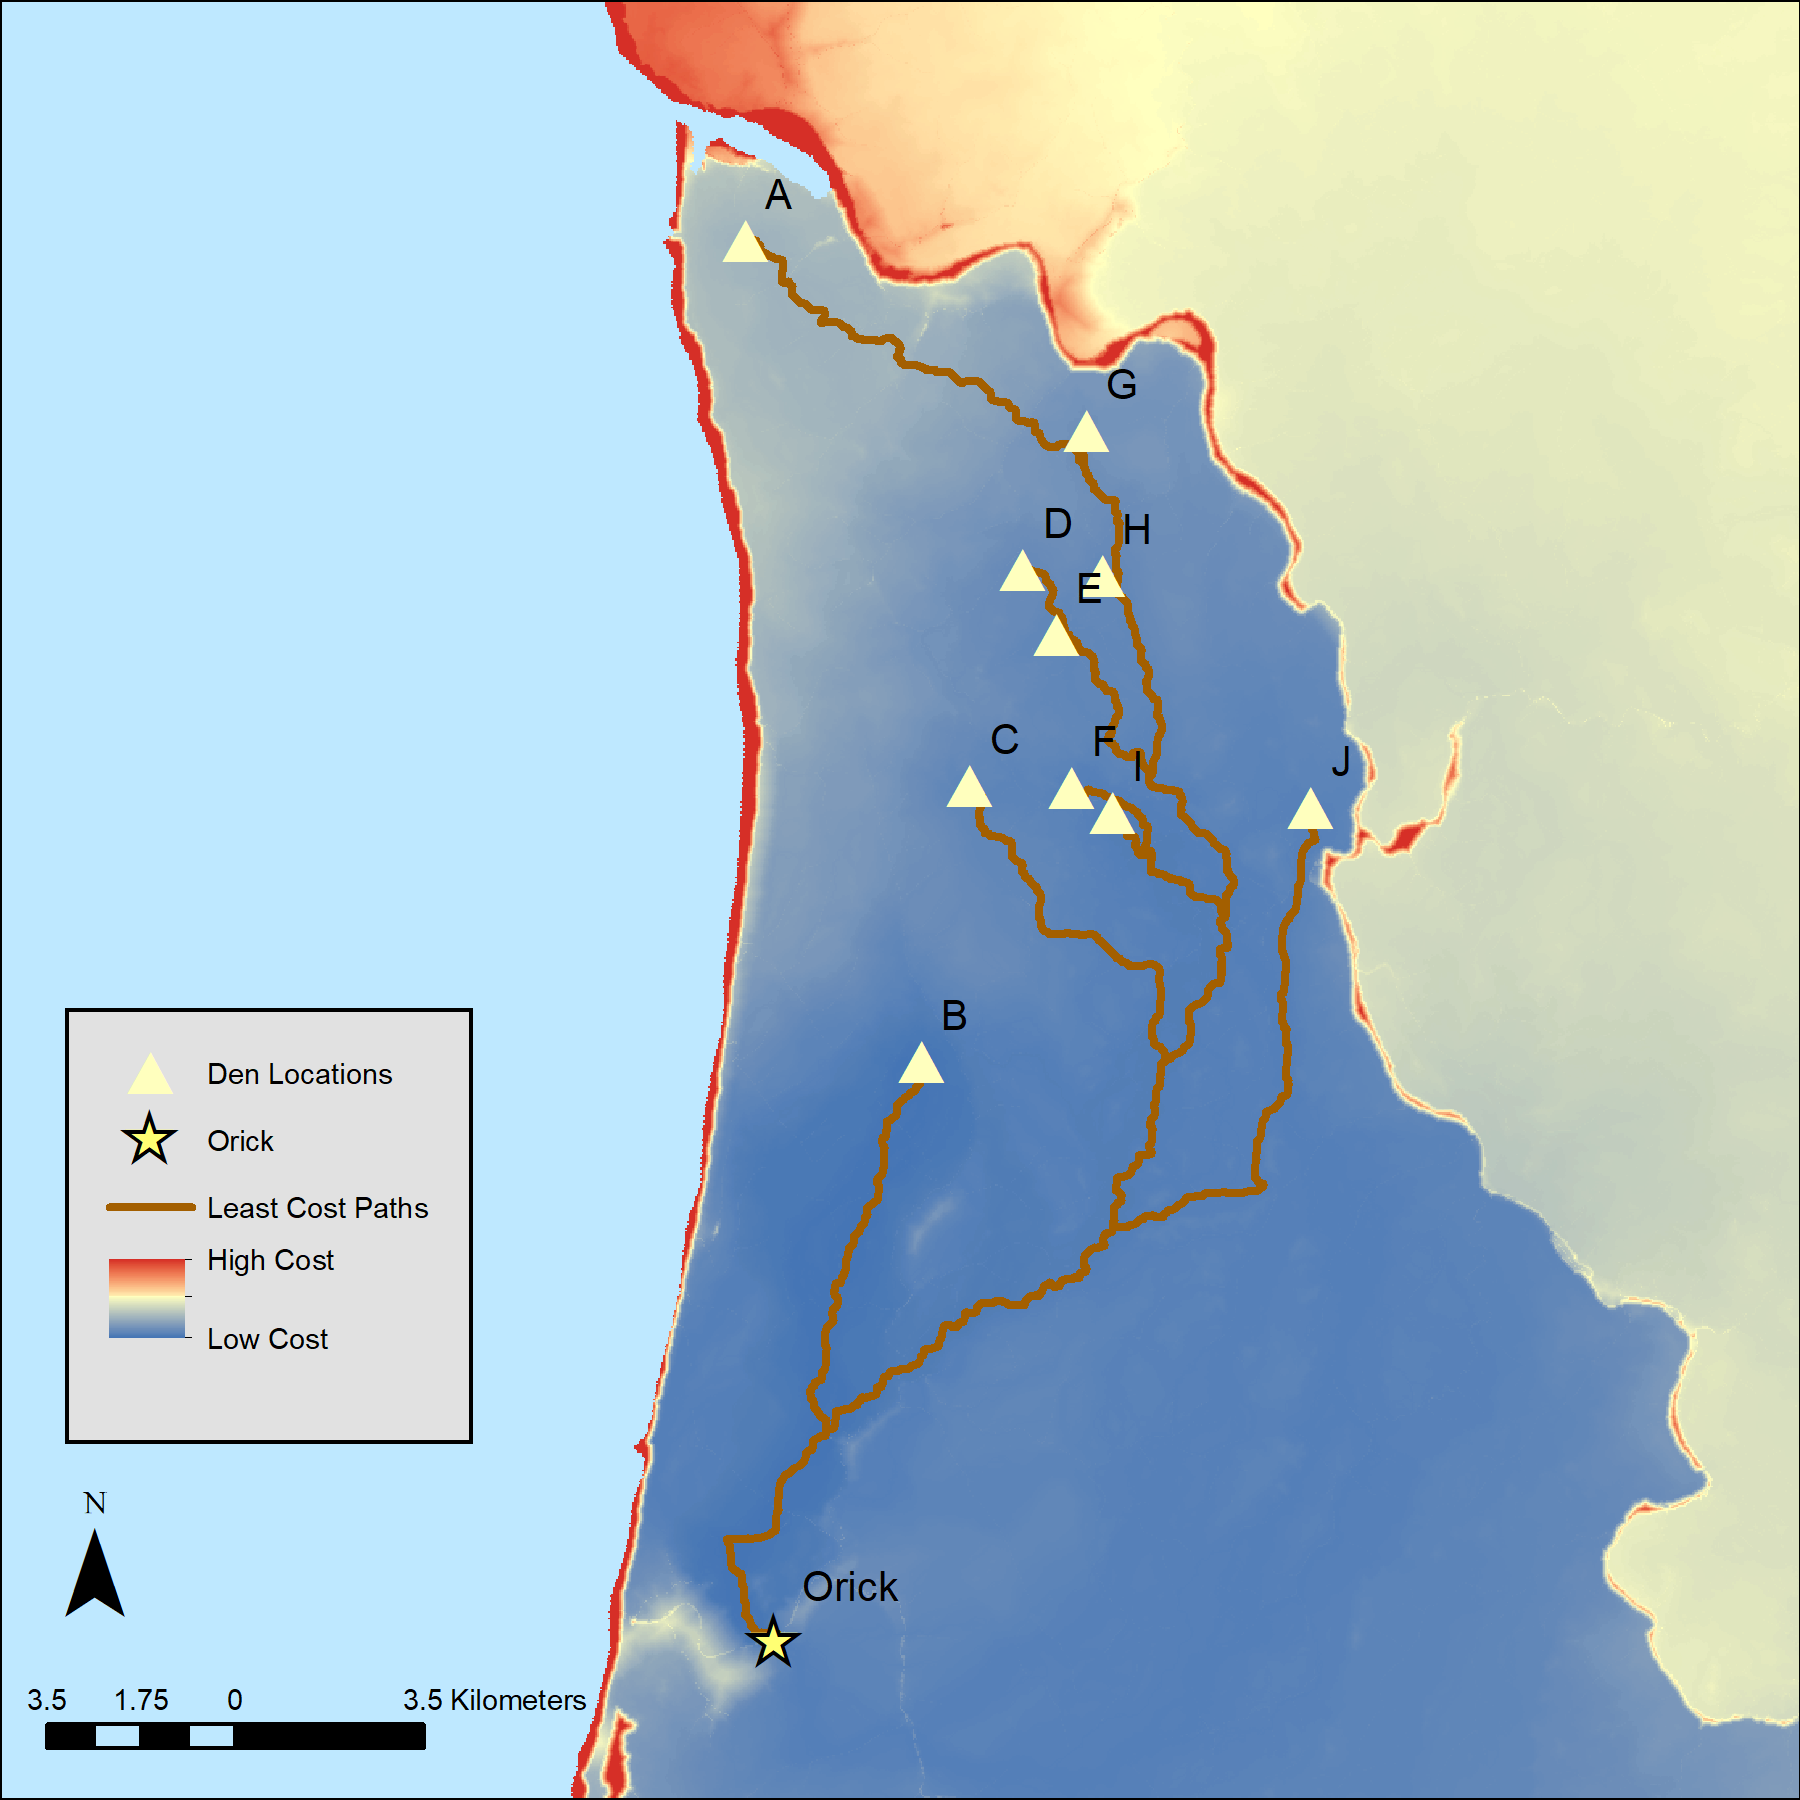 A
G
D
H
E
C
F
I
J
B
Den Locations
Orick
Least Cost Paths
High Cost
Low Cost
N
Orick
3.5 1.75 0 3.5 Kilometers